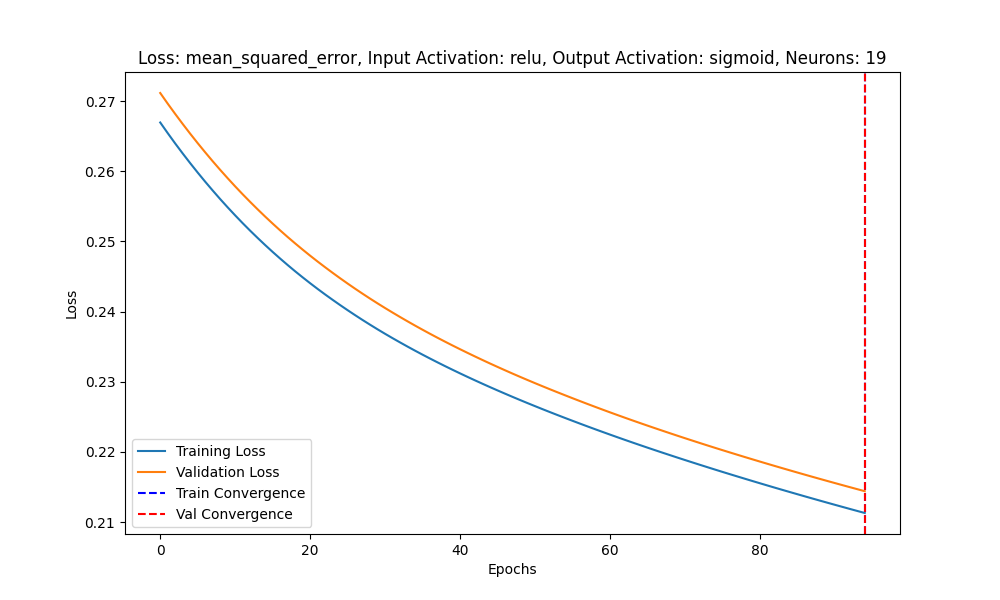 Loss: mean_squared_error, Input Activation: relu, Output Activation: sigmoid, Neurons: 19
0.27
0.26
0.25
0.24
0.23
0.22
0.21
Loss
Training Loss
Validation Loss
Train Convergence
Val Convergence
0
20
40
60
80
Epochs